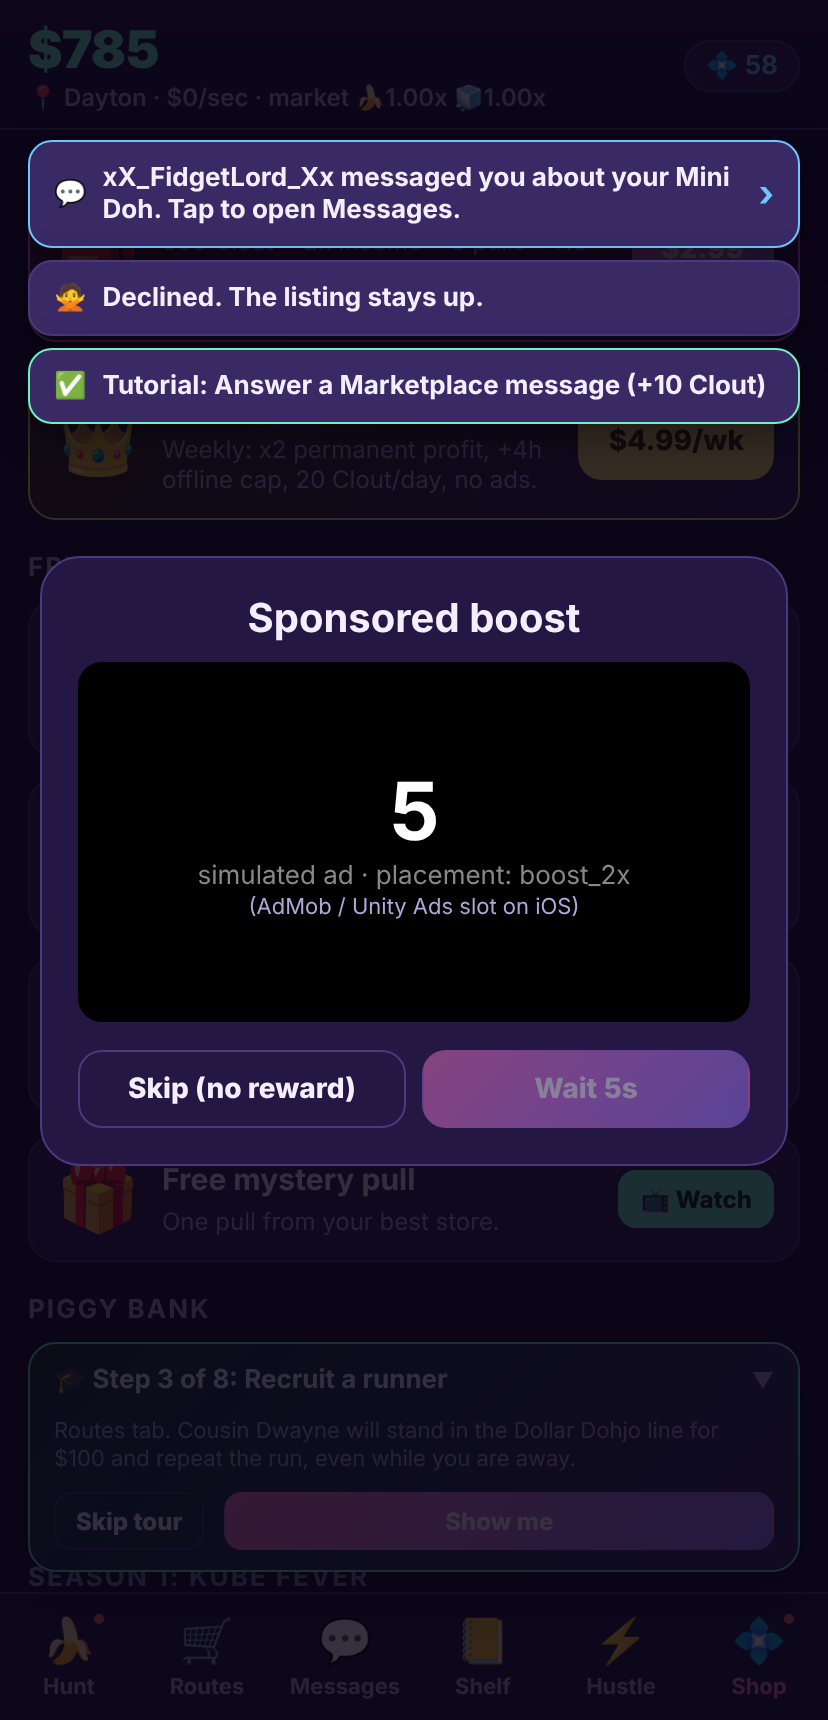 $785
58
Dayton · $0/sec · market 1.00x 1.00x
xX_FidgetLord_Xx messaged you about your Mini
Doh. Tap to open Messages.
$2.99
Declined. The listing stays up.
Tutorial: Answer a Marketplace message (+10 Clout)
Weekly: x2 permanent profit, +4h
offline cap, 20 Clout/day, no ads.
$4.99/wk
Sponsored boost
5
simulated ad · placement: boost_2x
(AdMob / Unity Ads slot on iOS)
Skip (no reward)
Wait 5s
Free mystery pull
One pull from your best store.
Watch
PIGGY BANK
Step 3 of 8: Recruit a runner
Routes tab. Cousin Dwayne will stand in the Dollar Dohjo line for
$100 and repeat the run, even while you are away.
Skip tour
Show me
SEASON 1: KUBE FEVER
Hunt
Routes
Messages
Shelf
Hustle
Shop